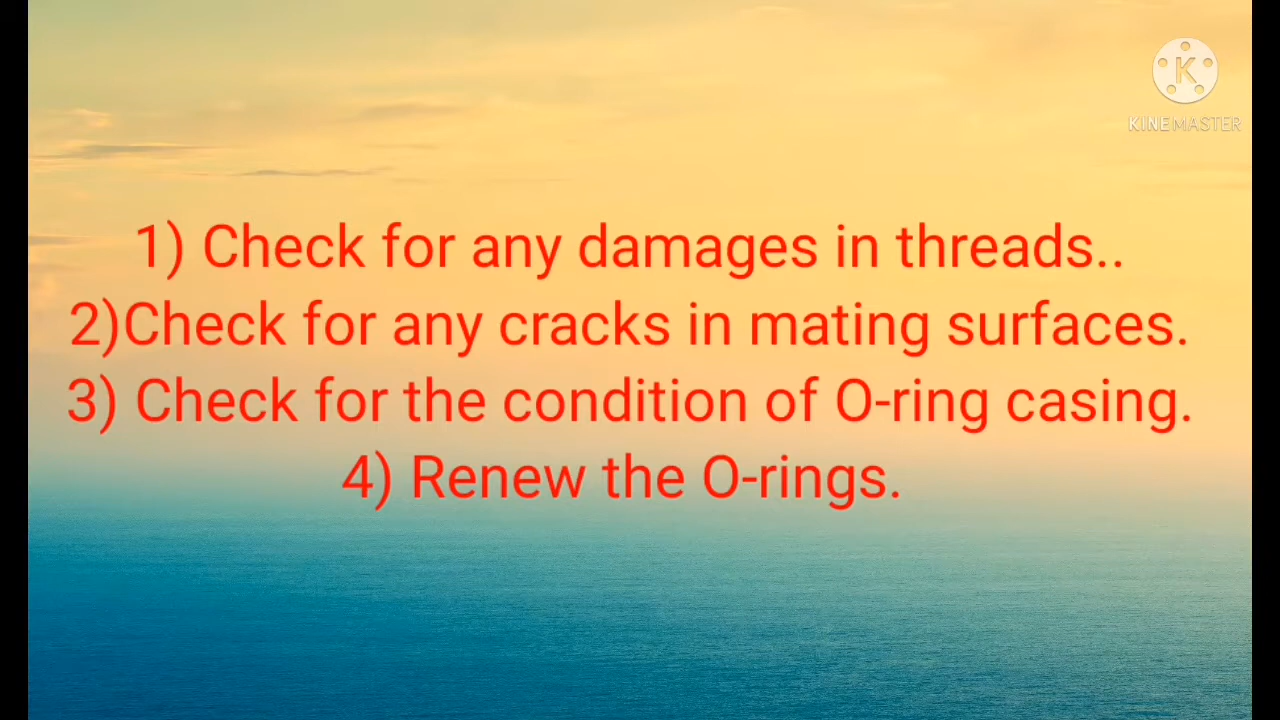 K
KINEMASTER
1) Check for any damages in threads..
2)Check for any cracks in mating surfaces.
3) Check for the condition of O-ring casing.
4) Renew the O-rings.